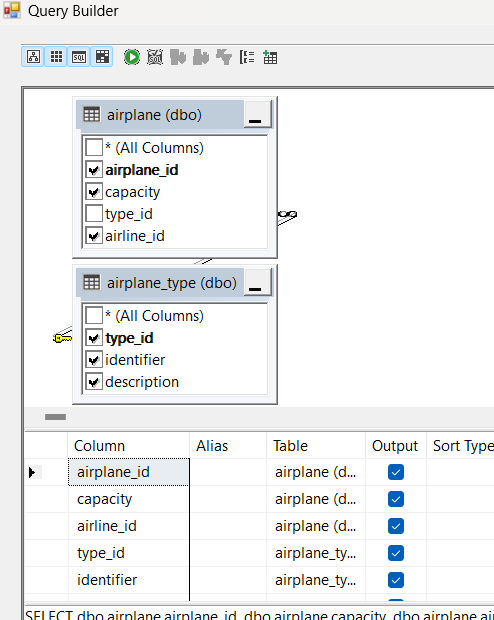 Query Builder
SQL
airplane (dbo)
* (All Columns)
airplane_id
capacity
type_id
airline_id
airplane_type (dbo)
* (All Columns)
type_id
identifier
description
Column Alias Table Output Sort Type
airplane_id airplane (d...
capacity airplane (d...
airline_id airplane (d...
type_id airplane_ty...
identifier airplane_ty...
SELECT dbo.airplane.airplane_id, dbo.airplane.capacity, dbo.airplane.air